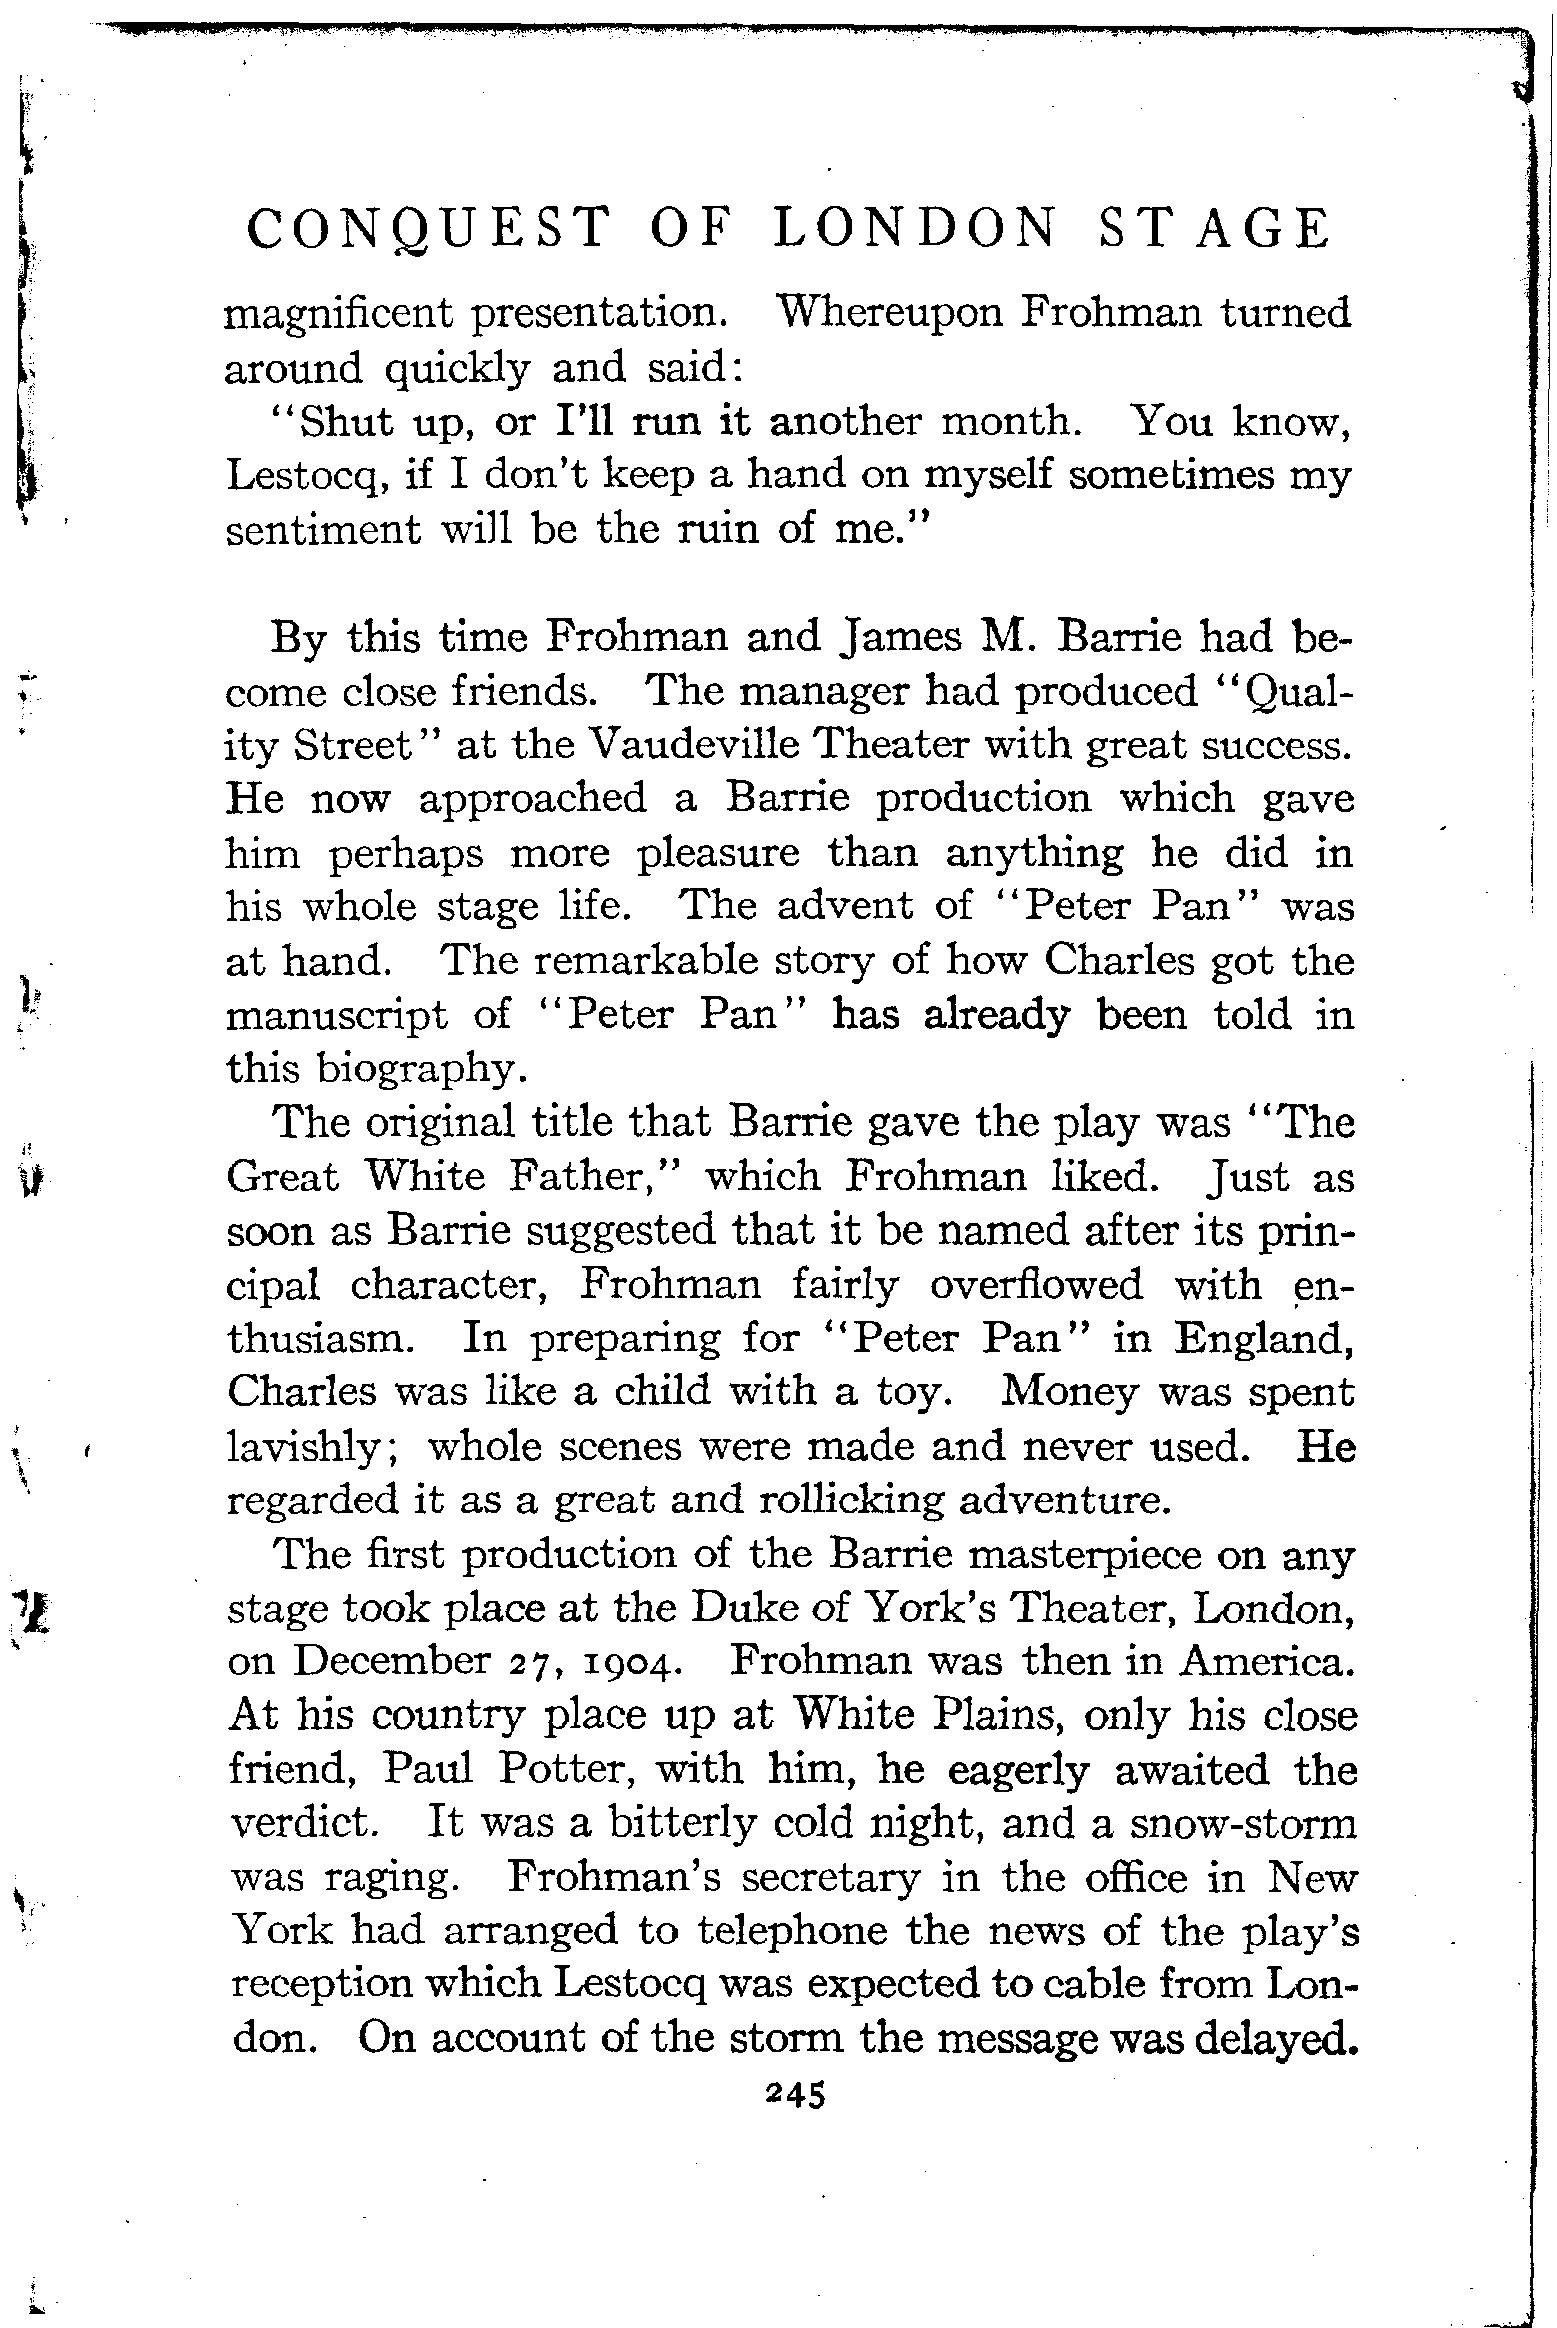 CONQUEST OF LONDON STAGE
magnificent presentation. Whereupon Frohman turned
around quickly and said:
"Shut up, or I'll run it another month. You know,
Lestocq, if I don't keep a hand on myself sometimes my
sentiment will be the ruin of me."
By this time Frohman and James M. Barrie had be-
come close friends. The manager had produced "Qual-
ity Street" at the Vaudeville Theater with great success.
He now approached a Barrie production which gave
him perhaps more pleasure than anything he did in
his whole stage life. The advent of "Peter Pan" was
at hand. The remarkable story of how Charles got the
manuscript of "Peter Pan" has already been told in
this biography.
The original title that Barrie gave the play was "The
Great White Father," which Frohman liked. Just as
soon as Barrie suggested that it be named after its prin-
cipal character, Frohman fairly overflowed with en-
thusiasm. In preparing for "Peter Pan" in England,
Charles was like a child with a toy. Money was spent
lavishly; whole scenes were made and never used. He
regarded it as a great and rollicking adventure.
The first production of the Barrie masterpiece on any
stage took place at the Duke of York's Theater, London,
on December 27, 1904. Frohman was then in America.
At his country place up at White Plains, only his close
friend, Paul Potter, with him, he eagerly awaited the
verdict. It was a bitterly cold night, and a snow-storm
was raging. Frohman's secretary in the office in New
York had arranged to telephone the news of the play's
reception which Lestocq was expected to cable from Lon-
don. On account of the storm the message was delayed.
245